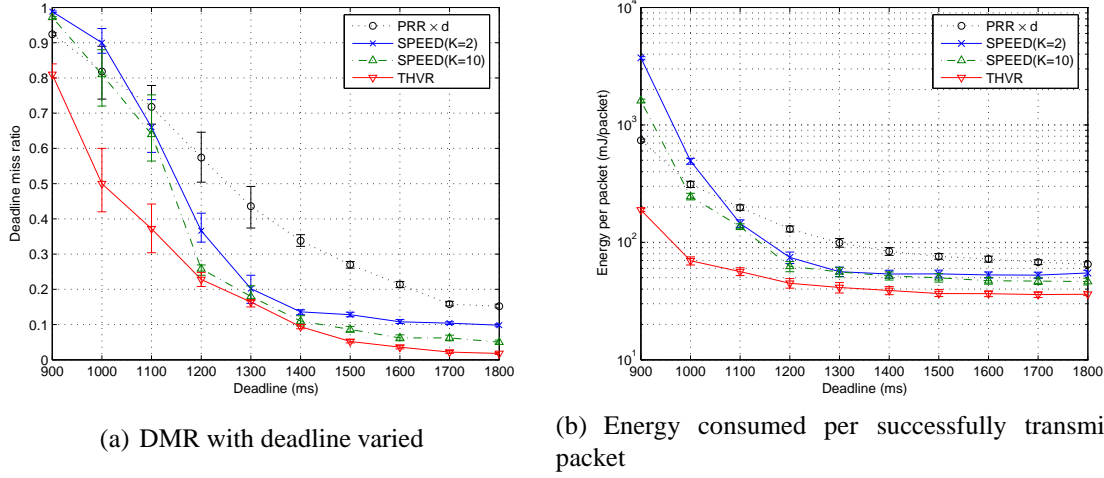 1
0.9
0.8
0.7
0.6
0.5
0.4
0.3
0.2
0.1
0
900 1000 1100 1200 1300 1400 1500 1600 1700 1800
Deadline (ms)
Deadline miss ratio
PRR × d
SPEED(K=2)
SPEED(K=10)
THVR
(a) DMR with deadline varied
10^4
10^3
10^2
10^1
900 1000 1100 1200 1300 1400 1500 1600 1700 1800
Deadline (ms)
Energy per packet (mJ/packet)
PRR × d
SPEED(K=2)
SPEED(K=10)
THVR
(b) Energy consumed per successfully transmi
packet